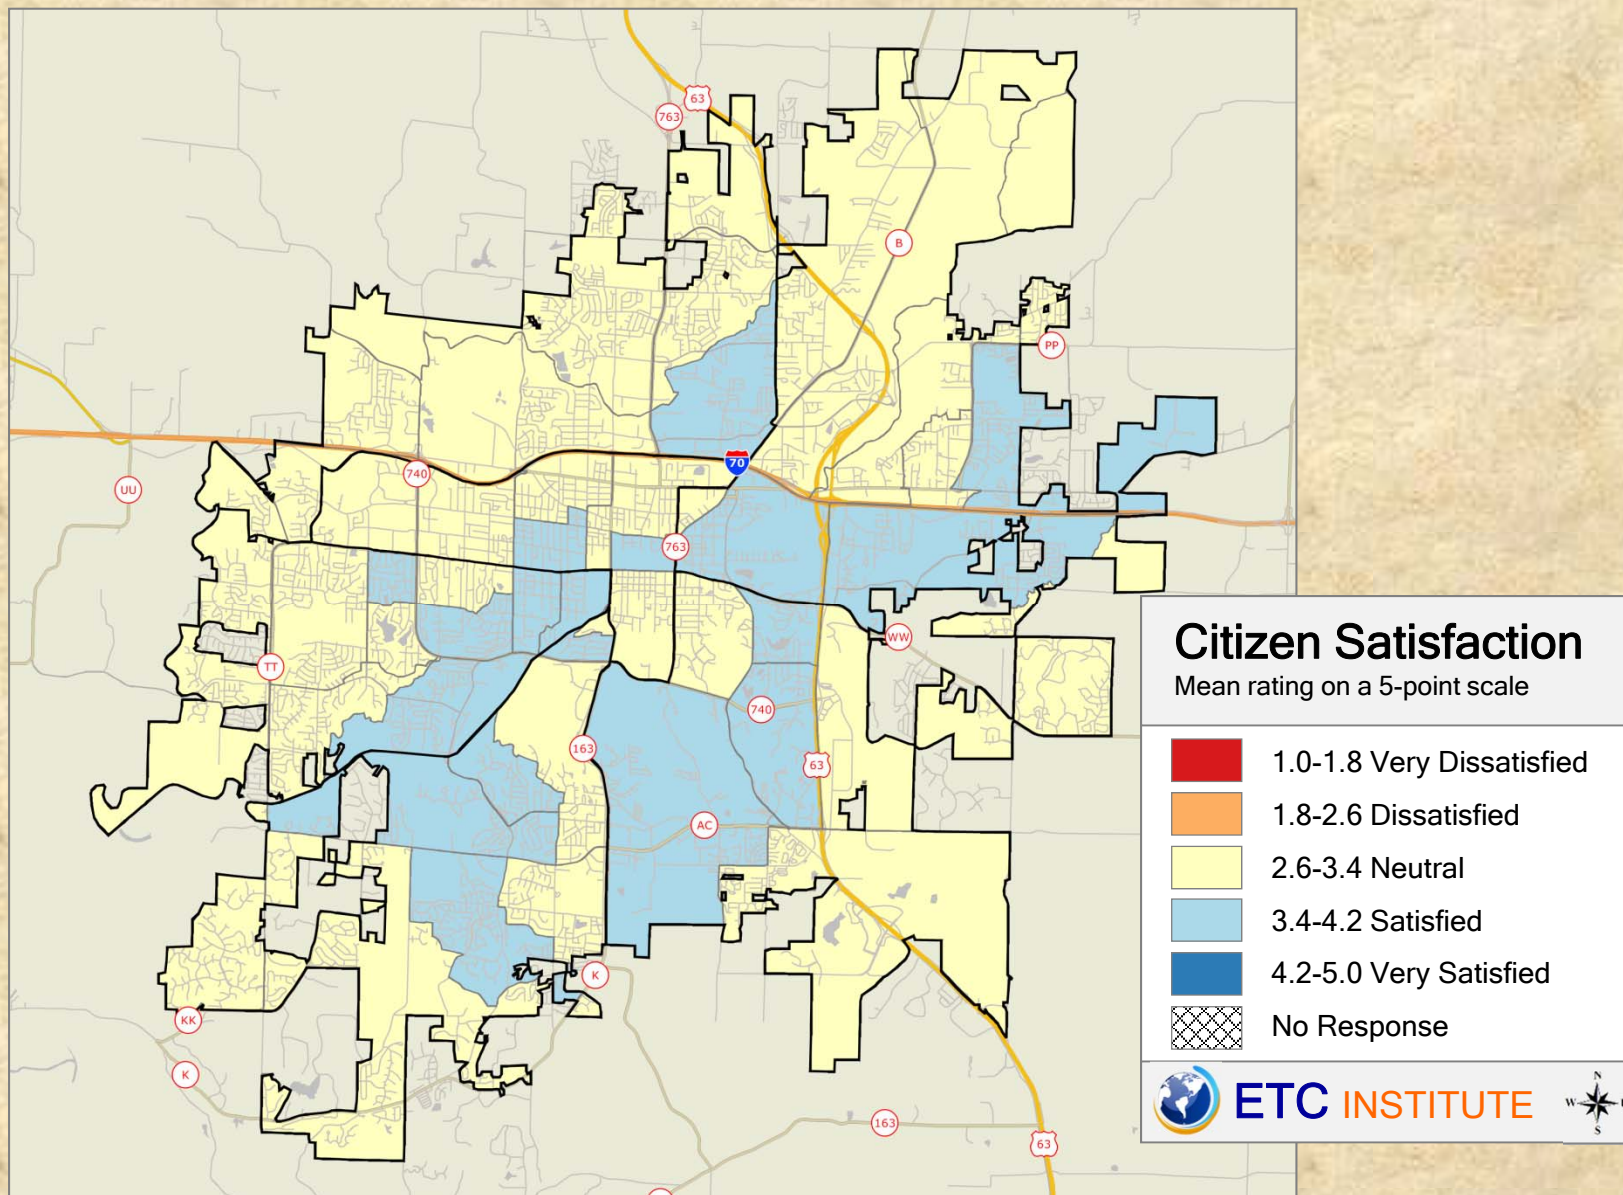 63
763
B
PP
70
740
UU
763
WW
TT
740
163
63
AC
K
KK
K
163
63
Citizen Satisfaction
Mean rating on a 5-point scale
1.0-1.8 Very Dissatisfied
1.8-2.6 Dissatisfied
2.6-3.4 Neutral
3.4-4.2 Satisfied
4.2-5.0 Very Satisfied
No Response
ETC INSTITUTE
N
W
S